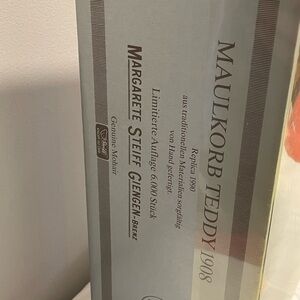 MAULKORB TEDDY 1908
Replica 1990
aus traditionellen Materialien sorgfältig
von Hand gefertigt.
Limitierte Auflage 6.000 Stück
MARGARETE STEIFF GIENGEN-BRENZ
Genuine Mohair